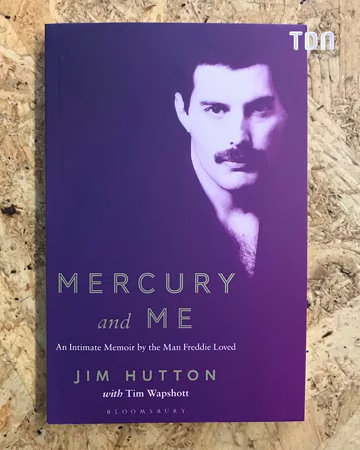 TDN
MERCURY
and ME
An Intimate Memoir by the Man Freddie Loved
JIM HUTTON
with Tim Wapshott
BLOOMSBURY